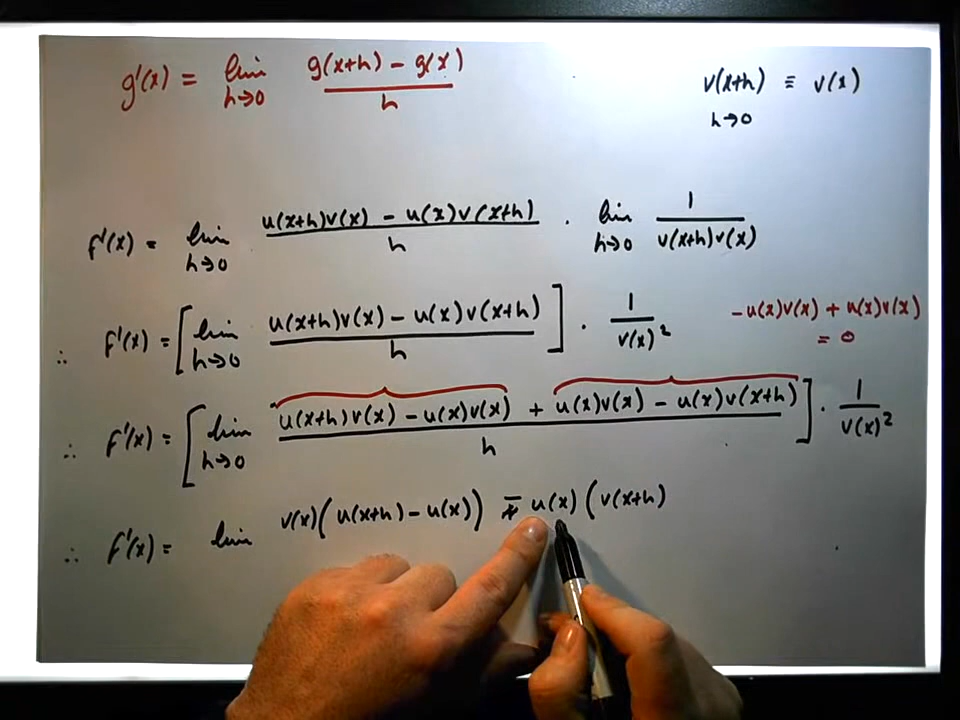 g'(x) = lim h→0 g(x+h) - g(x) / h
v(x+h) ≡ v(x)
h→0
f'(x) = lim h→0 u(x+h)v(x) - u(x)v(x+h) / h · lim h→0 1 / v(x+h)v(x)
∴ f'(x) = [ lim h→0 u(x+h)v(x) - u(x)v(x+h) / h ] · 1 / v(x)²
-u(x)v(x) + u(x)v(x)
= 0
∴ f'(x) = [ lim h→0 u(x+h)v(x) - u(x)v(x) + u(x)v(x) - u(x)v(x+h) / h ] · 1 / v(x)²
∴ f'(x) = lim v(x)(u(x+h) - u(x)) - u(x)(v(x+h)